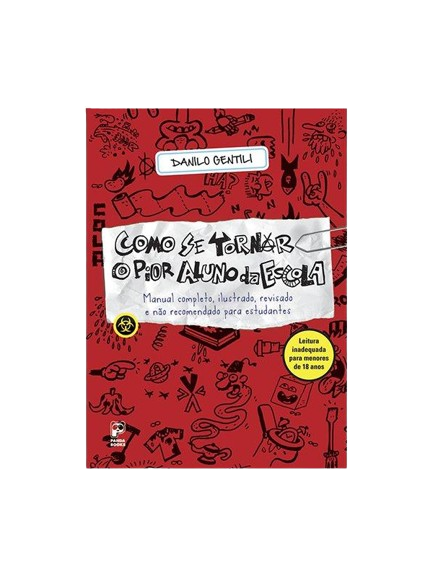 DANILO GENTILI
HA?
COMO SE TORNAR
O PIOR ALUNO da ESCOLA
Manual completo, ilustrado, revisado
e não recomendado para estudantes
Leitura
inadequada
para menores
de 18 anos
PANDA
BOOKS